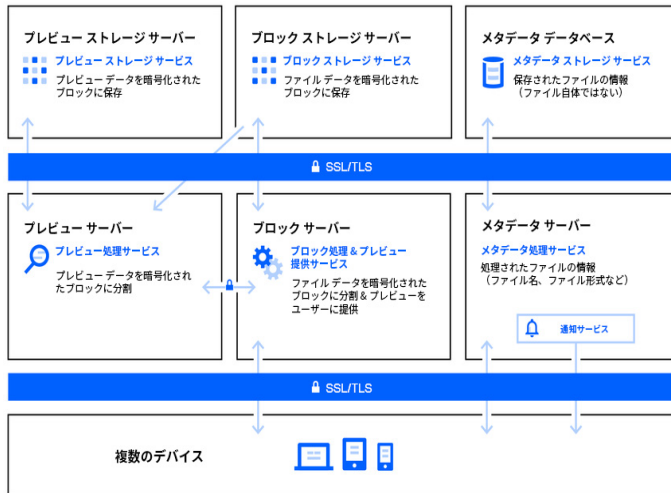 プレビュー ストレージ サーバー
プレビュー ストレージ サービス
プレビュー データを暗号化された
ブロックに保存
ブロック ストレージ サーバー
ブロック ストレージ サービス
ファイル データを暗号化された
ブロックに保存
メタデータ データベース
メタデータ ストレージ サービス
保存されたファイルの情報
(ファイル自体ではない)
SSL/TLS
プレビュー サーバー
プレビュー処理サービス
プレビュー データを暗号化され
たブロックに分割
ブロック サーバー
ブロック処理 & プレビュー
提供サービス
ファイル データを暗号化された
ブロックに分割 & プレビューを
ユーザーに提供
メタデータ サーバー
メタデータ処理サービス
処理されたファイルの情報
(ファイル名、ファイル形式など)
通知サービス
SSL/TLS
複数のデバイス